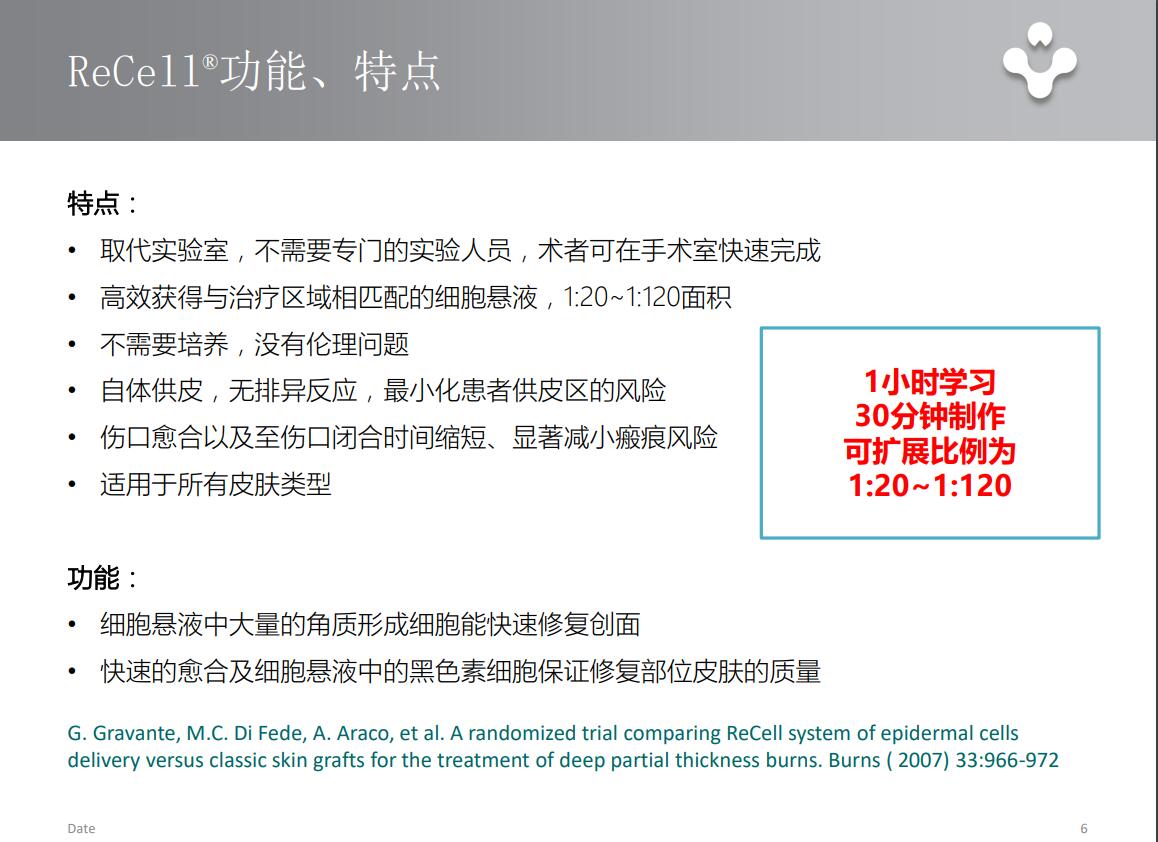 ReCell®功能、特点
特点：
• 取代实验室，不需要专门的实验人员，术者可在手术室快速完成
• 高效获得与治疗区域相匹配的细胞悬液，1:20~1:120面积
• 不需要培养，没有伦理问题
• 自体供皮，无排异反应，最小化患者供皮区的风险
• 伤口愈合以及至伤口闭合时间缩短、显著减小瘢痕风险
• 适用于所有皮肤类型
1小时学习
30分钟制作
可扩展比例为
1:20~1:120
功能：
• 细胞悬液中大量的角质形成细胞能快速修复创面
• 快速的愈合及细胞悬液中的黑色素细胞保证修复部位皮肤的质量
G. Gravante, M.C. Di Fede, A. Araco, et al. A randomized trial comparing ReCell system of epidermal cells
delivery versus classic skin grafts for the treatment of deep partial thickness burns. Burns ( 2007) 33:966-972
Date
6